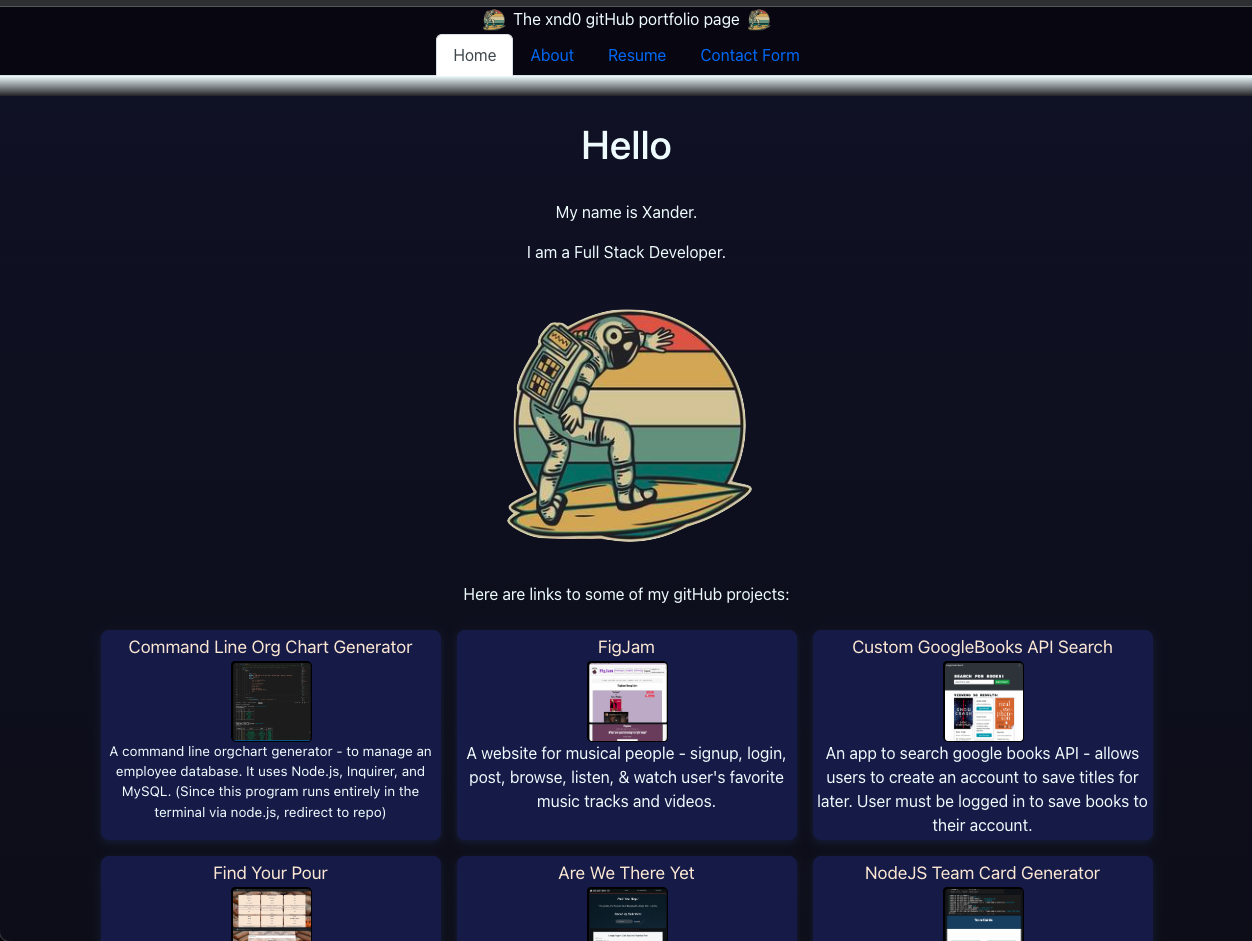 The xnd0 gitHub portfolio page
Home About Resume Contact Form
Hello
My name is Xander.
I am a Full Stack Developer.
Here are links to some of my gitHub projects:
Command Line Org Chart Generator
A command line orgchart generator - to manage an
employee database. It uses Node.js, Inquirer, and
MySQL. (Since this program runs entirely in the
terminal via node.js, redirect to repo)
FigJam
FigJam
A website for musical people - signup, login,
post, browse, listen, & watch user's favorite
music tracks and videos.
Custom GoogleBooks API Search
SEARCH FOR BOOKS!
An app to search google books API - allows
users to create an account to save titles for
later. User must be logged in to save books to
their account.
Find Your Pour
Are We There Yet
NodeJS Team Card Generator